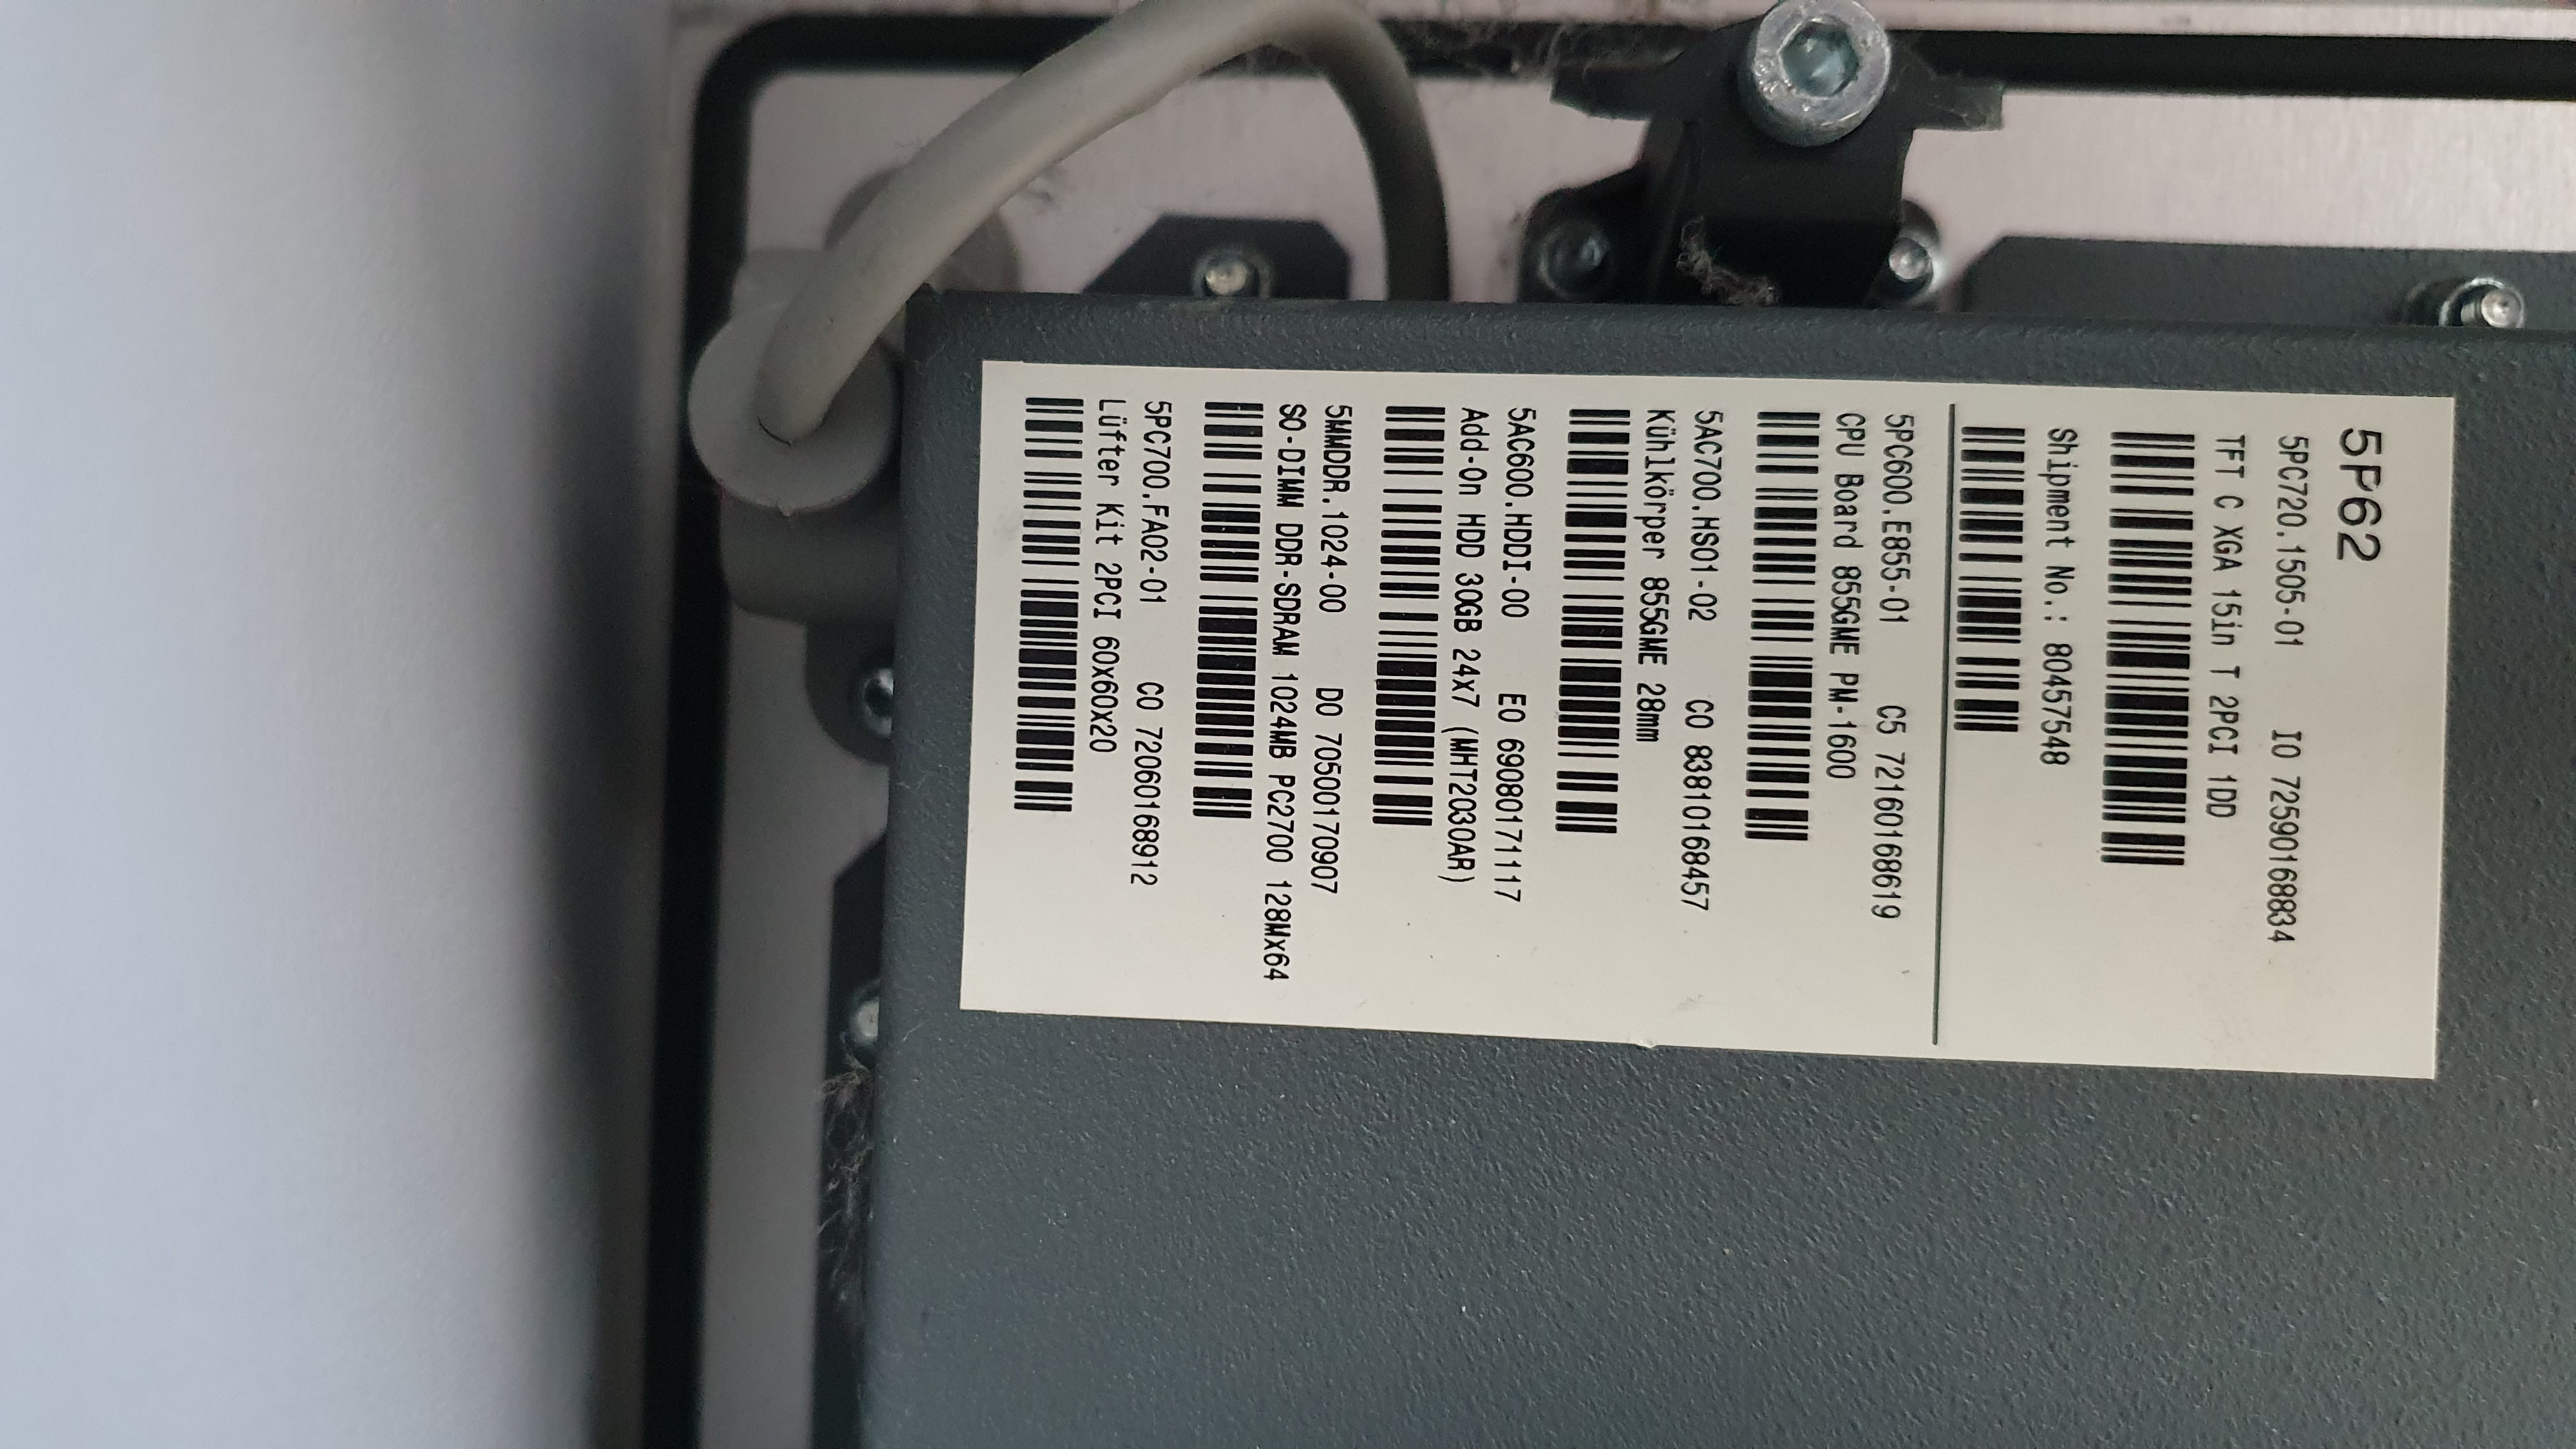 5P62
5PC720.1505-01 I0 72590168834
TFT C XGA 15in T 2PCI 1DD
Shipment No.: 80457548
5PC600.E855-01 C5 72160168619
CPU Board 855GME PM-1600
5AC700.HS01-02 C0 83810168457
Kühlkörper 855GME 28mm
5AC600.HDDI-00 E0 69080171117
Add-On HDD 30GB 24x7 (MHT2030AR)
5MMDDR.1024-00 D0 70500170907
SO-DIMM DDR-SDRAM 1024MB PC2700 128Mx64
5PC700.FA02-01 C0 72060168912
Lüfter Kit 2PCI 60x60x20